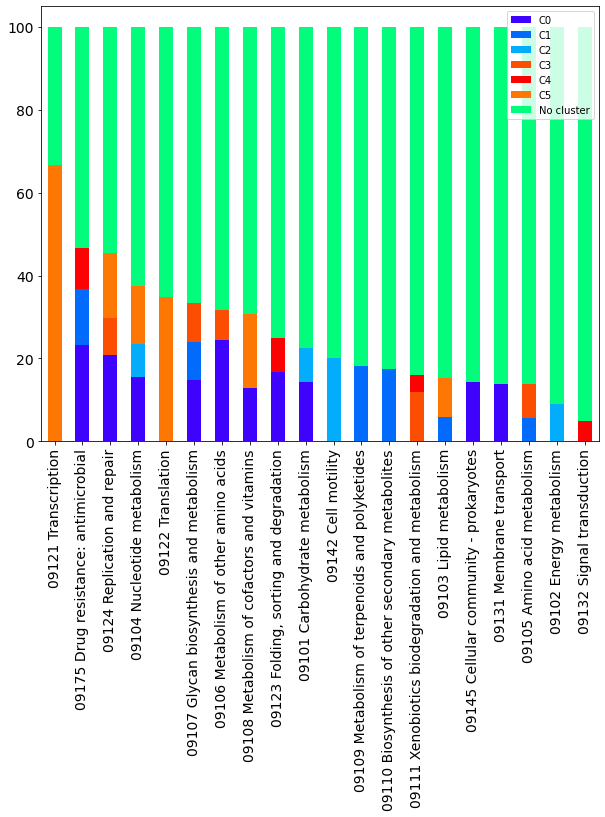 100
80
60
40
20
0
C0
C1
C2
C3
C4
C5
No cluster
09121 Transcription
09175 Drug resistance: antimicrobial
09124 Replication and repair
09104 Nucleotide metabolism
09122 Translation
09107 Glycan biosynthesis and metabolism
09106 Metabolism of other amino acids
09108 Metabolism of cofactors and vitamins
09123 Folding, sorting and degradation
09101 Carbohydrate metabolism
09142 Cell motility
09109 Metabolism of terpenoids and polyketides
09110 Biosynthesis of other secondary metabolites
09111 Xenobiotics biodegradation and metabolism
09103 Lipid metabolism
09145 Cellular community - prokaryotes
09131 Membrane transport
09105 Amino acid metabolism
09102 Energy metabolism
09132 Signal transduction